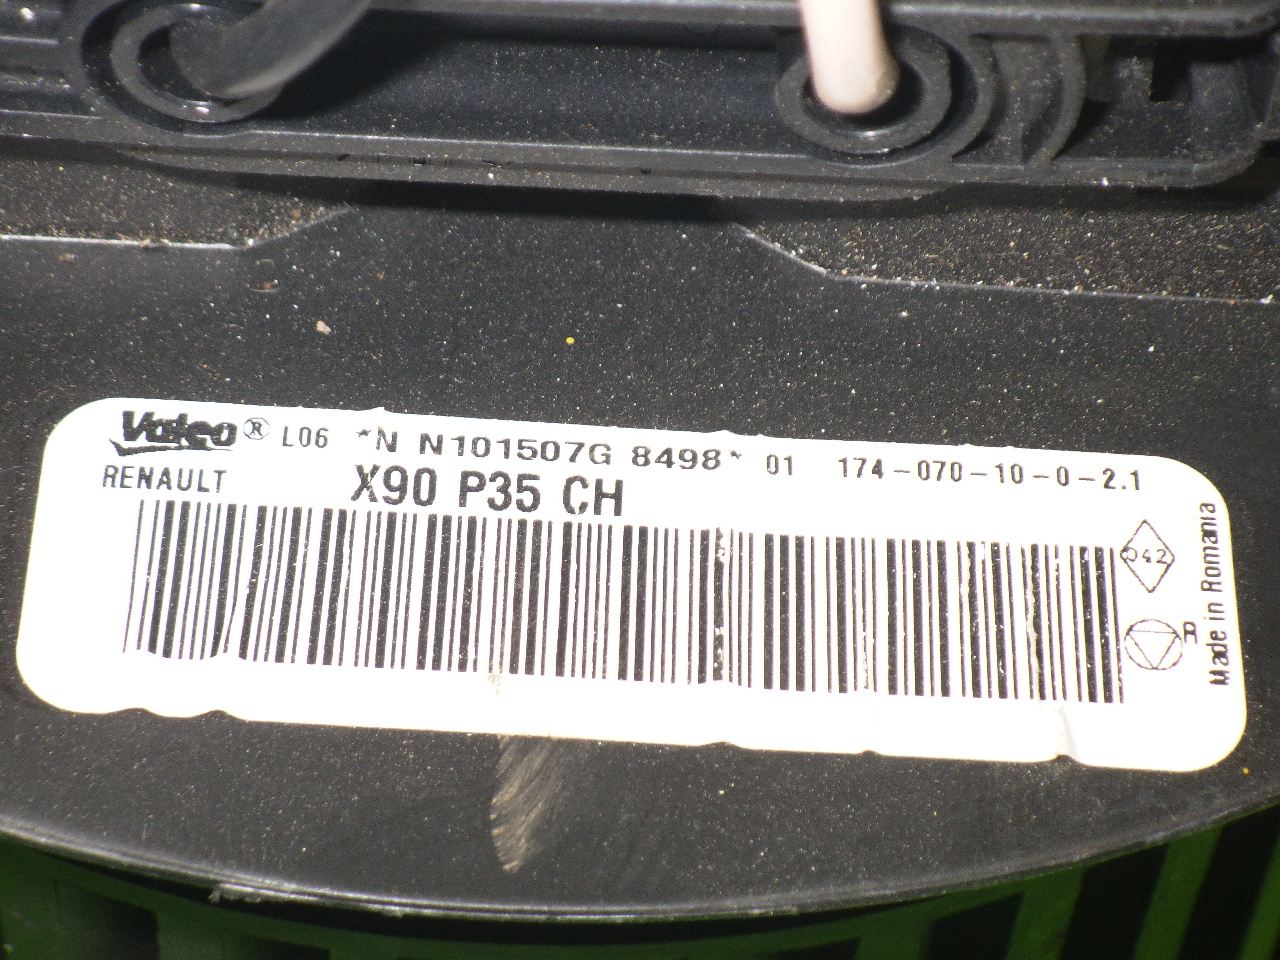 Valeo® L06 *N N101507G 8498* 01 174-070-10-0-2.1
RENAULT X90 P35 CH
042
R
Made in Romania